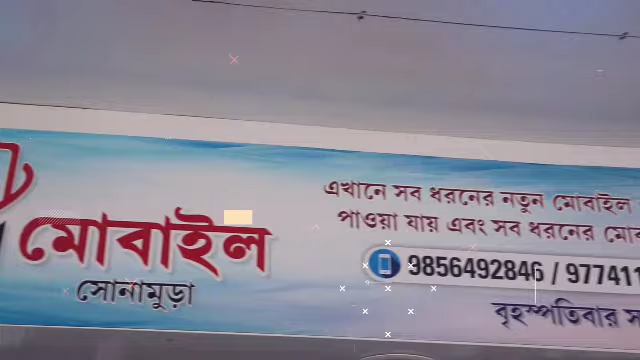 মোবাইল
সোনামুড়া
এখানে সব ধরনের নতুন মোবাইল
পাওয়া যায় এবং সব ধরনের
9856492846 / 977411
বৃহস্পতিবার